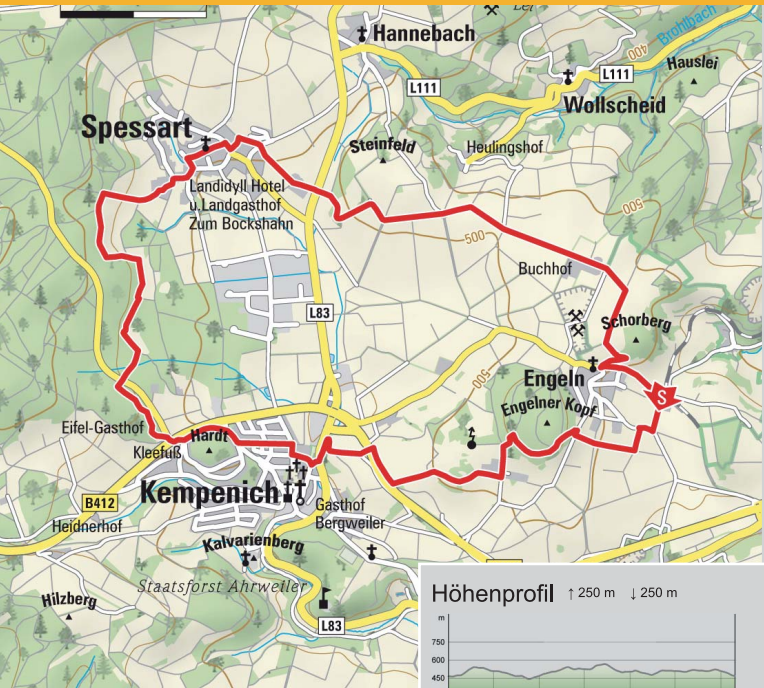 Lei
Hannebach
Brohlbach
400
Hauslei
L111
L111
Wollscheid
Spessart
Steinfeld
Heulingshof
Landidyll Hotel
u.Landgasthof
Zum Bockshahn
500
500
Buchhof
L83
Schorberg
Engeln
500
S
Engelner Kopf
Eifel-Gasthof
Kleefuß
Hardt
Kempenich
B412
Gasthof
Bergweiler
Heidnerhof
Kalvarienberg
Staatsforst Ahrweiler
Hilzberg
L83
Höhenprofil ↑ 250 m ↓ 250 m
m
750
600
450